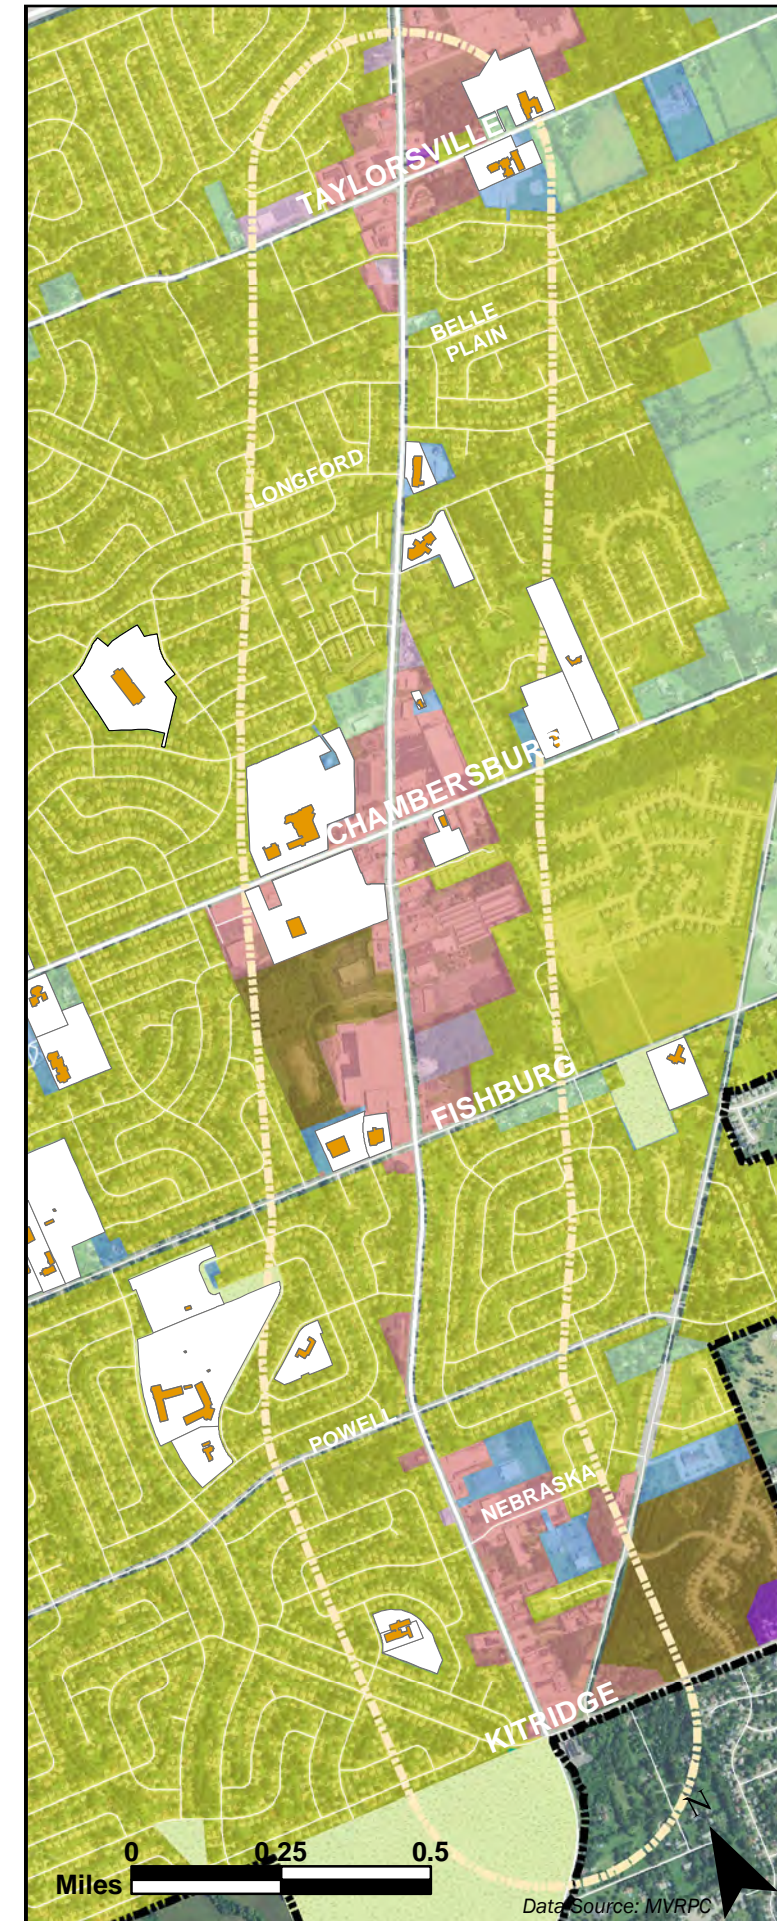 TAYLORSVILLE
BELLE
PLAIN
LONGFORD
CHAMBERSBUR
FISHBURG
POWELL
NEBRASKA
KITRIDGE
N
0 0.25 0.5
Miles
Data Source: MVRPC